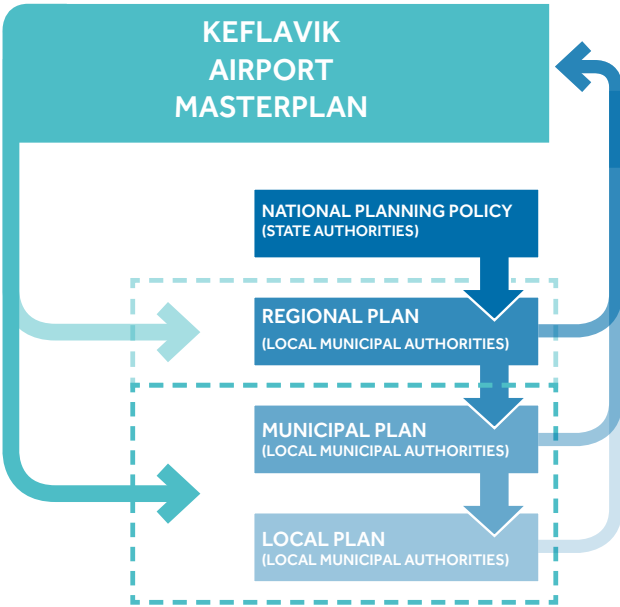 KEFLAVIK
AIRPORT
MASTERPLAN
NATIONAL PLANNING POLICY
(STATE AUTHORITIES)
REGIONAL PLAN
(LOCAL MUNICIPAL AUTHORITIES)
MUNICIPAL PLAN
(LOCAL MUNICIPAL AUTHORITIES)
LOCAL PLAN
(LOCAL MUNICIPAL AUTHORITIES)